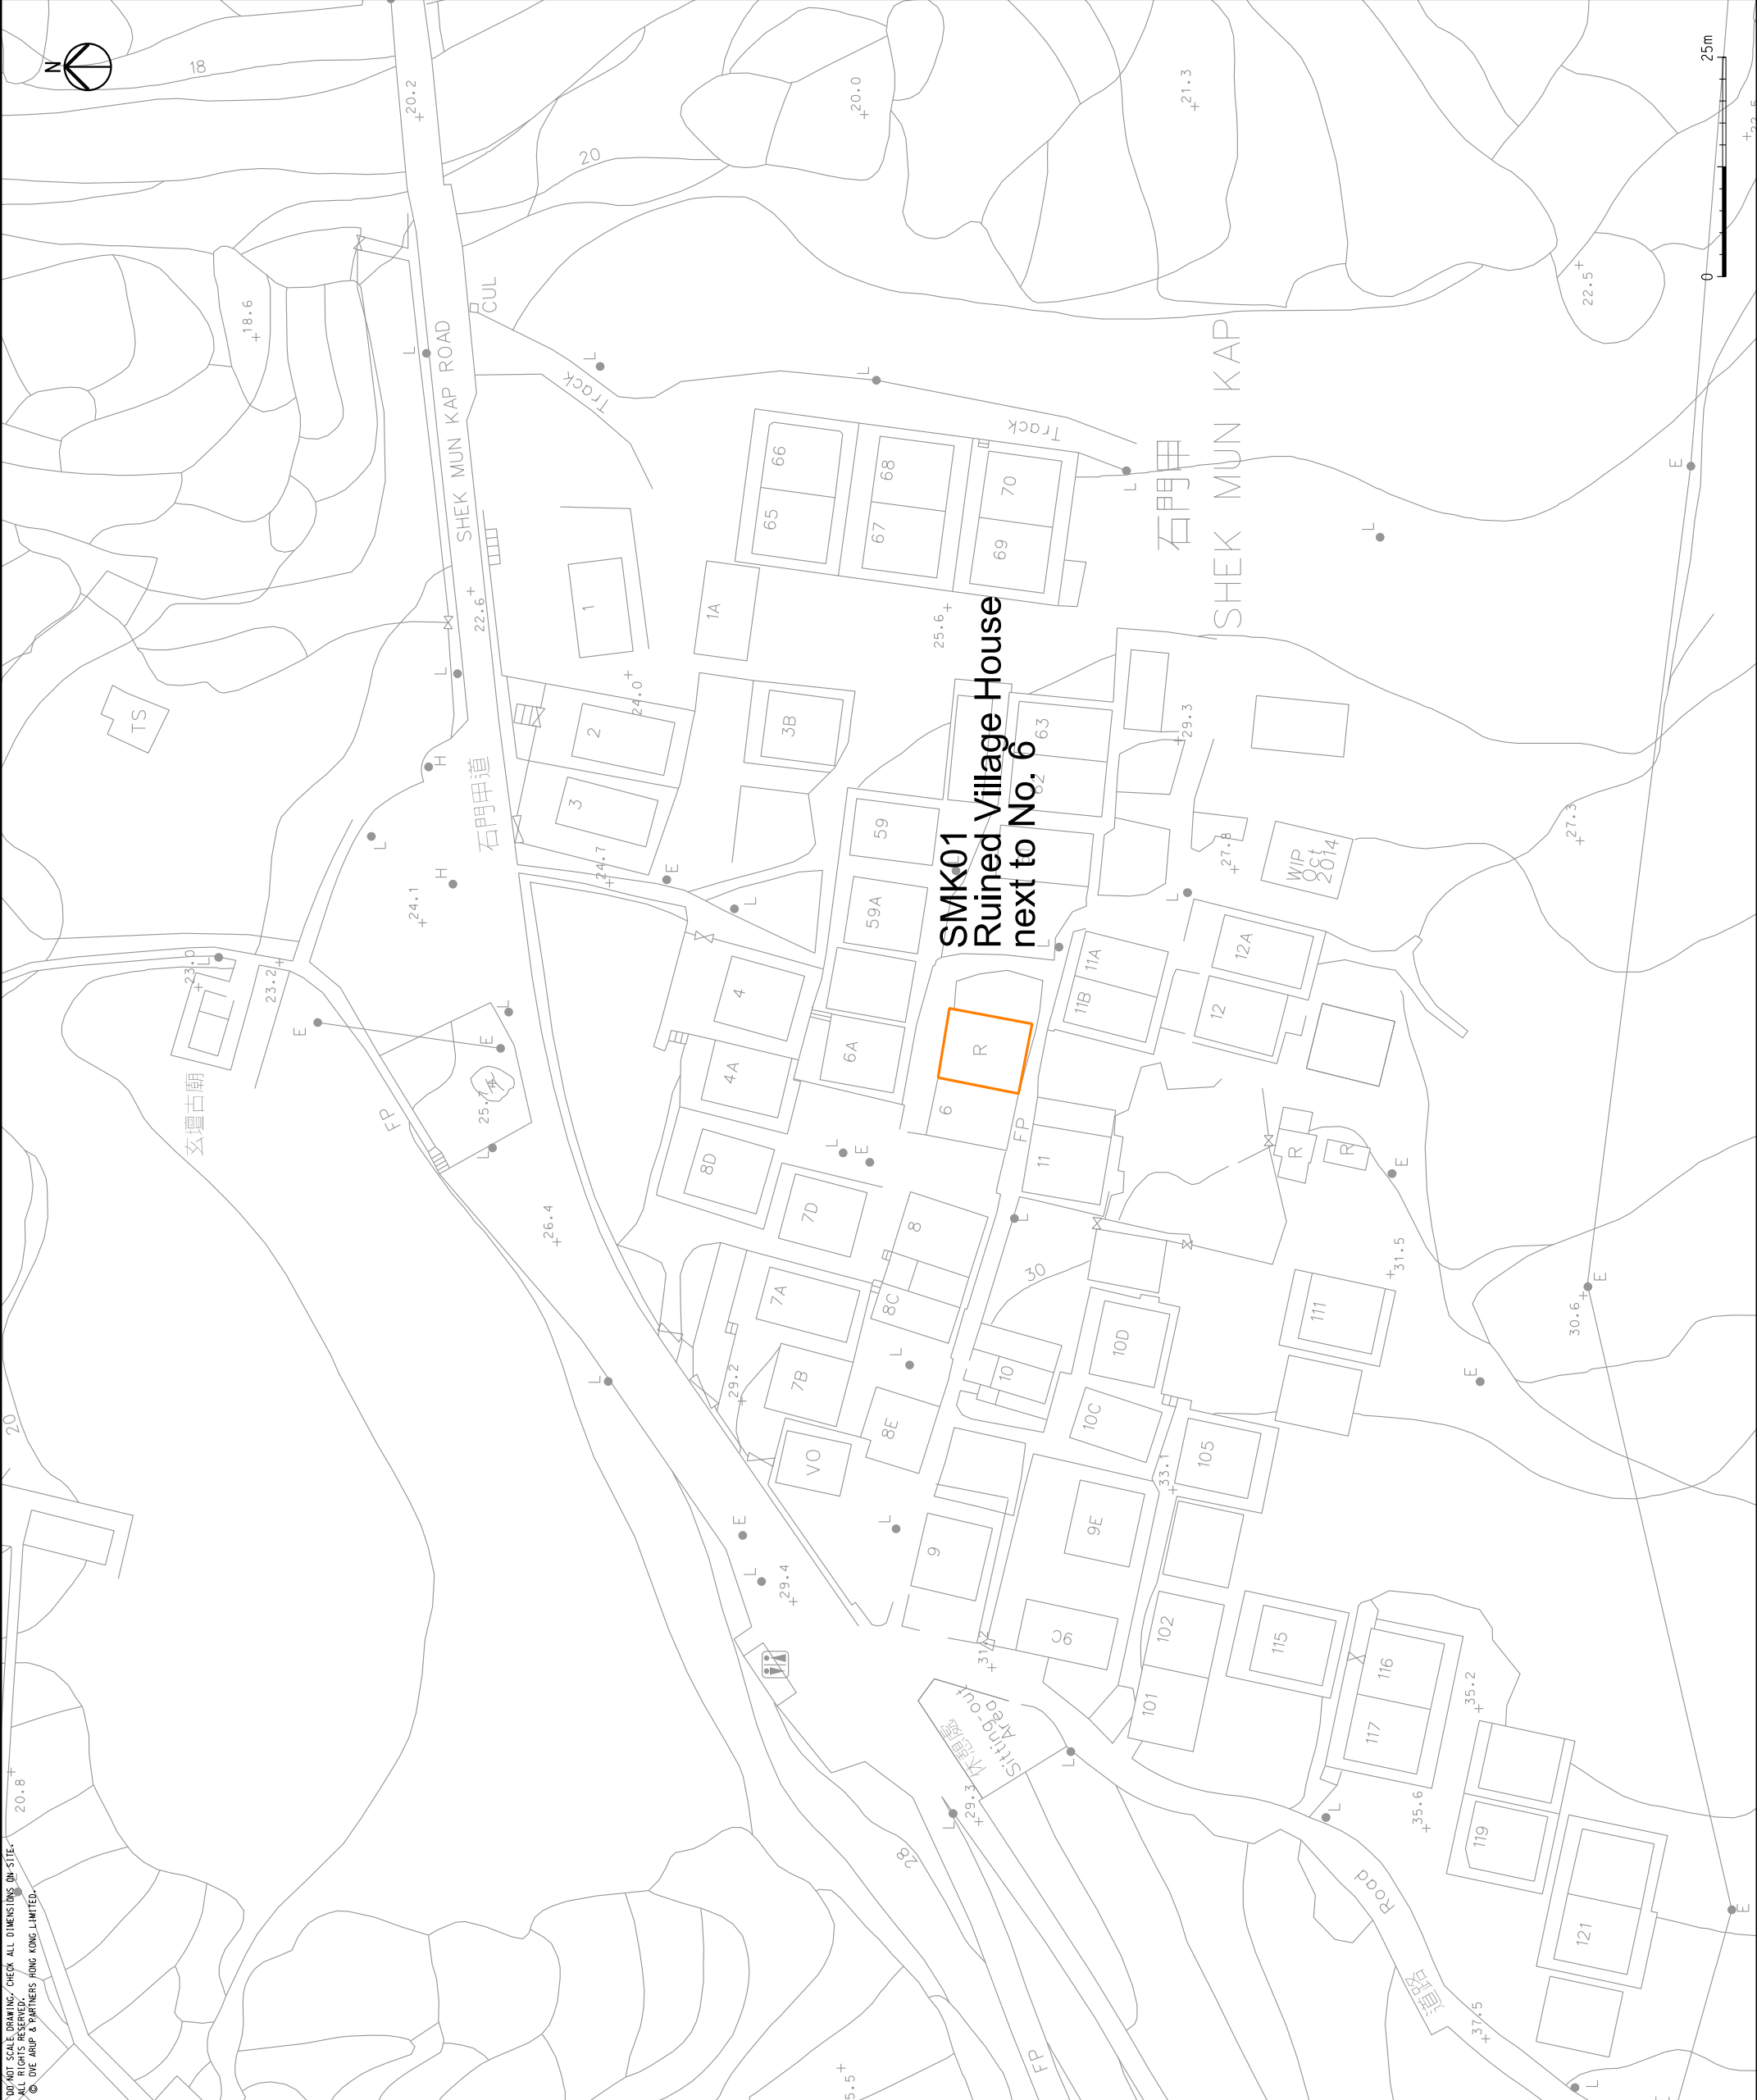 DO NOT SCALE DRAWING. CHECK ALL DIMENSIONS ON SITE.
ALL RIGHTS RESERVED.
© OVE ARUP & PARTNERS HONG KONG LIMITED.
N
18
20.2
20.0
21.3
0
25m
20
18.6
CUL
L
22.5
SHEK MUN KAP ROAD
Track
L
L
66
65
68
67
70
69
Track
石門甲
SHEK MUN KAP
L
E
L
1
1A
22.6
25.6
TS
L
24.0
2
3
3B
H
石門甲道
63
62
29.3
SMK01
Ruined Village House
next to No. 6
59
59A
L
H
24.1
24.7
E
L
27.8
WIP
Oct
2014
27.3
L
L
23.0
L
23.2
4
4A
6A
R
6
11A
11B
12A
12
E
L
E
25.7
玄壇古廟
FP
L
FP
8D
7D
L
E
8
11
R
R
E
26.4
L
30
31.5
7A
8C
7B
L
29.2
8E
10
10D
10C
111
E
30.6
E
L
20
VO
105
33.1
E
L
29.4
L
9
9E
9C
102
101
115
116
117
31.2
35.2
休憩處
Sitting-out
Area
L
29.3
L
L
35.6
119
20.8
28
Road
道路
121
E
37.5
FP
5.5
L
E